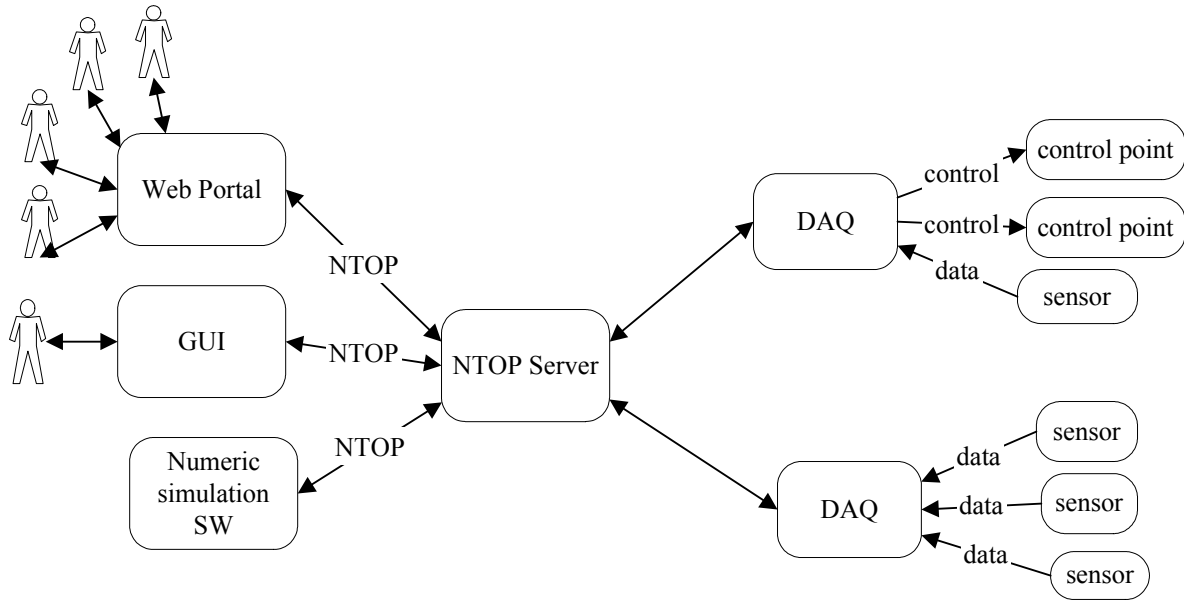 Web Portal
NTOP
GUI
NTOP
NTOP Server
NTOP
Numeric
simulation
SW
DAQ
control
control point
control
control point
data
sensor
DAQ
data
sensor
data
sensor
data
sensor